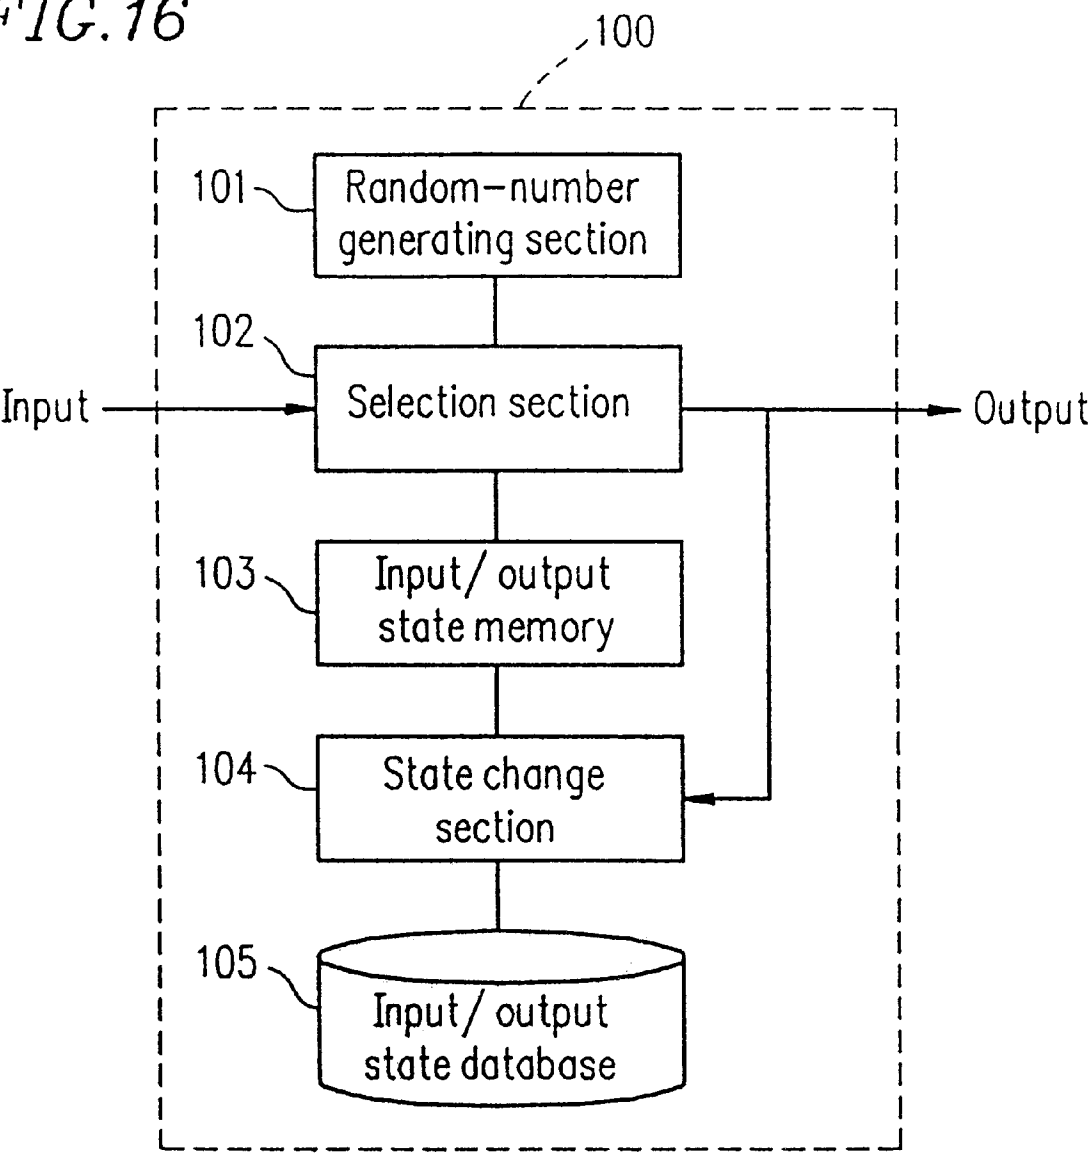 FIG.16
100
101
Random-number
generating section
102
Input
Selection section
Output
103
Input/output
state memory
104
State change
section
105
Input/output
state database